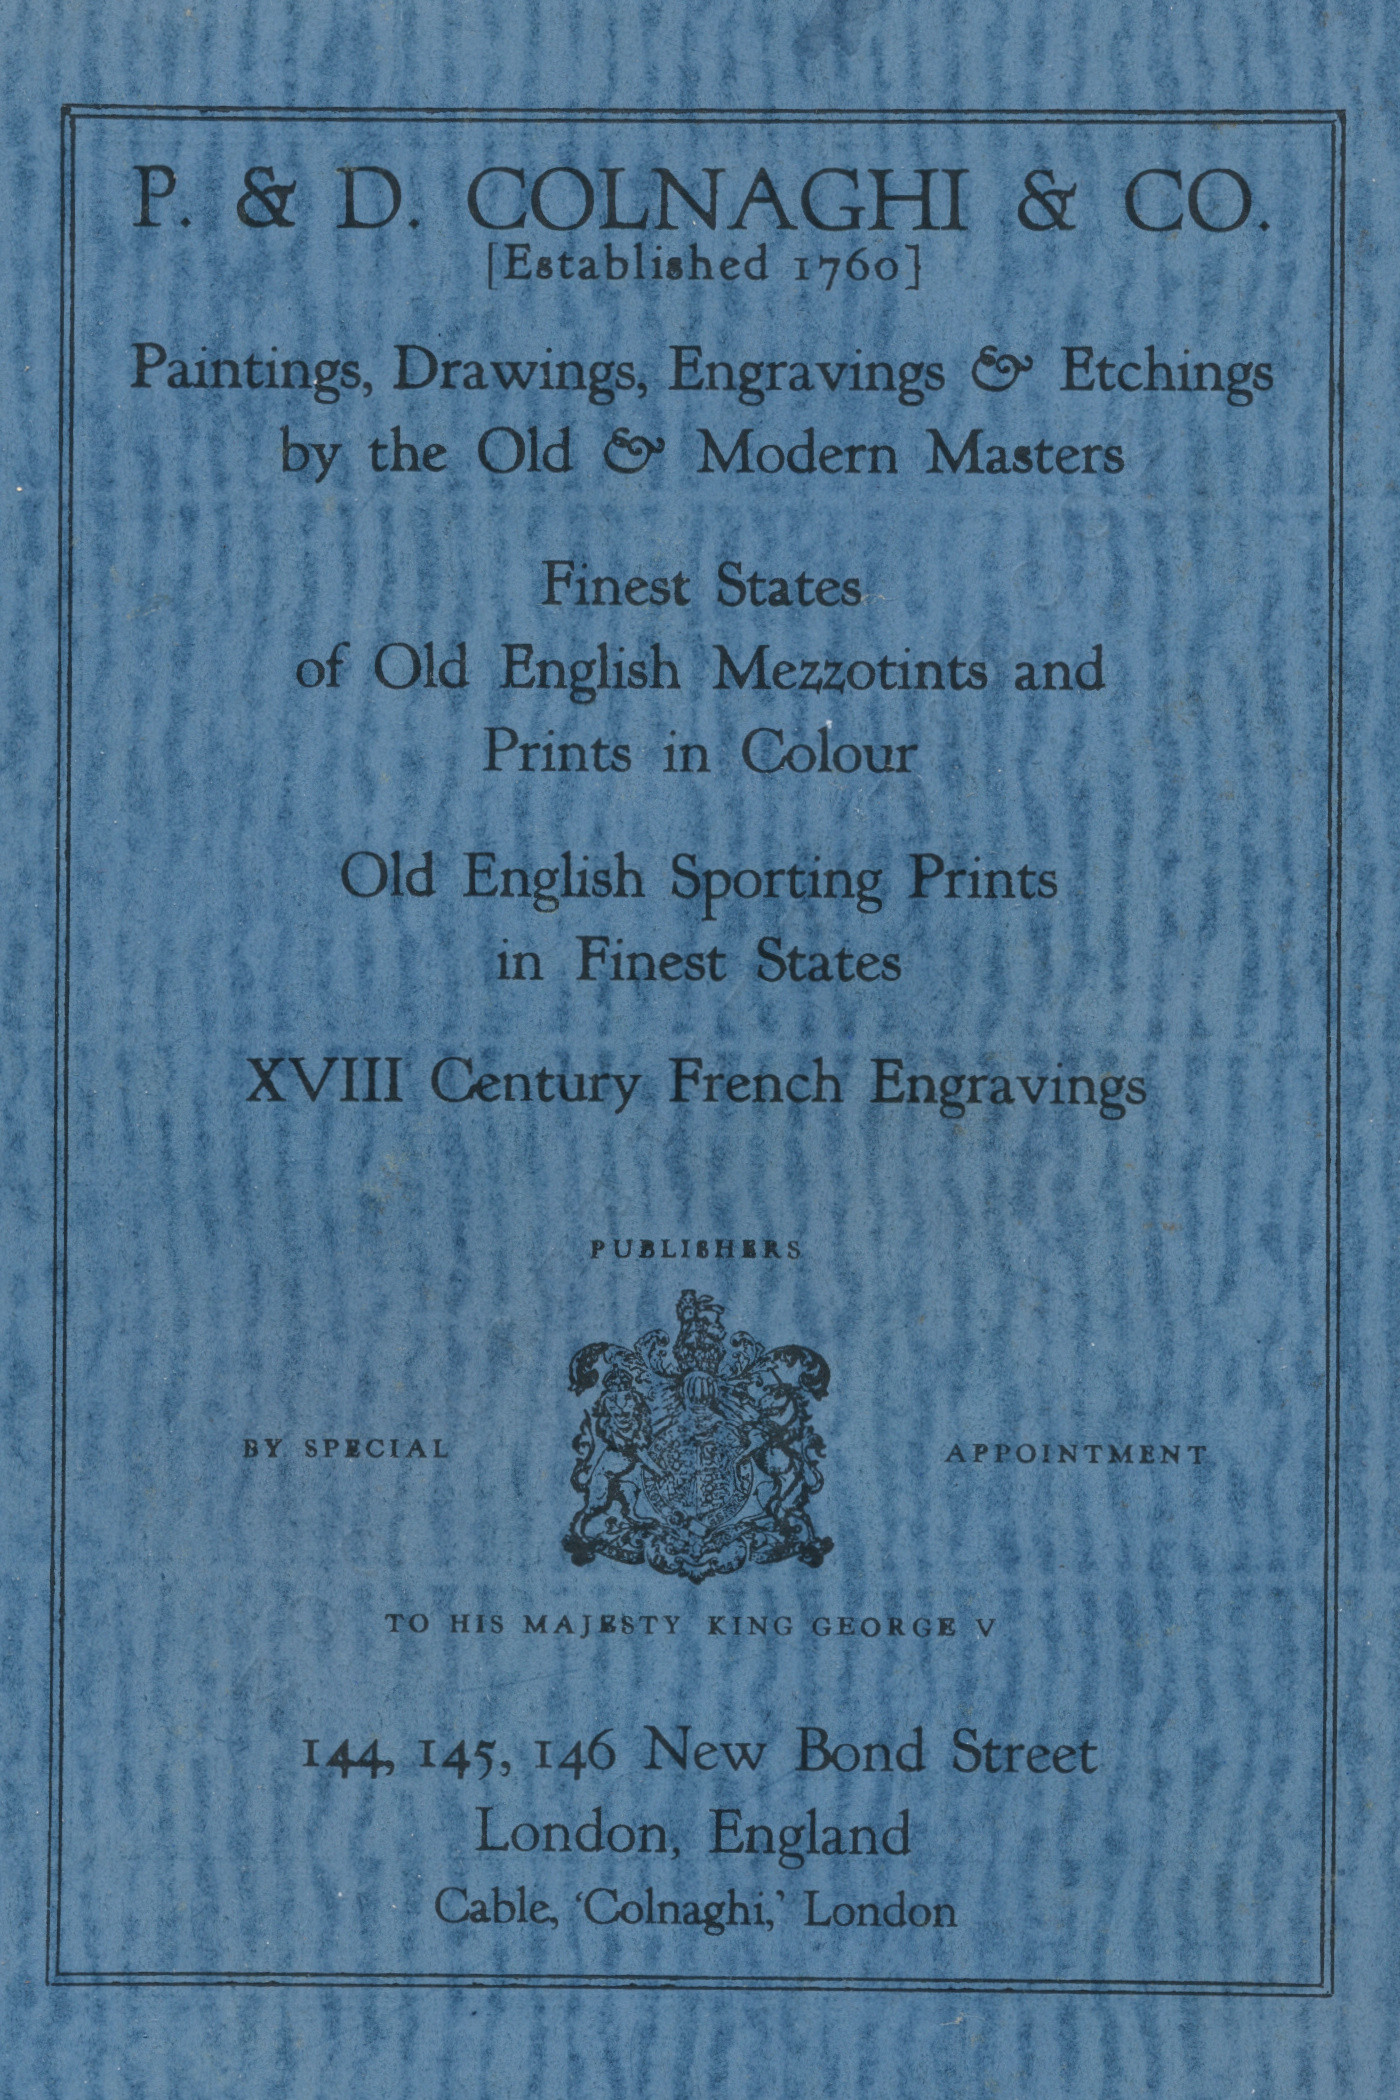 P. & D. COLNAGHI & CO.
[Established 1760]
Paintings, Drawings, Engravings & Etchings
by the Old & Modern Masters
Finest States
of Old English Mezzotints and
Prints in Colour
Old English Sporting Prints
in Finest States
XVIII Century French Engravings
PUBLISHERS
BY SPECIAL APPOINTMENT
TO HIS MAJESTY KING GEORGE V
144, 145, 146 New Bond Street
London, England
Cable, ‘Colnaghi,’ London